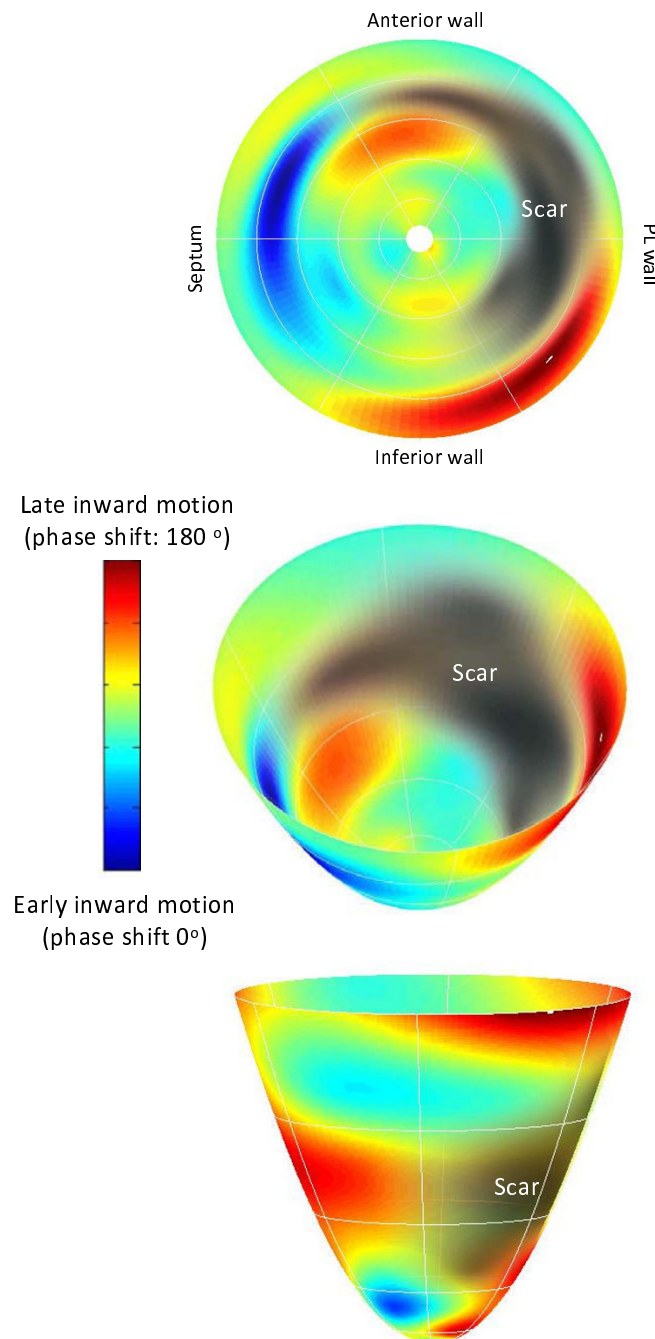 Anterior wall
Scar
Septum
PL wall
Inferior wall
Late inward motion
(phase shift: 180 º)
Scar
Early inward motion
(phase shift 0º)
Scar